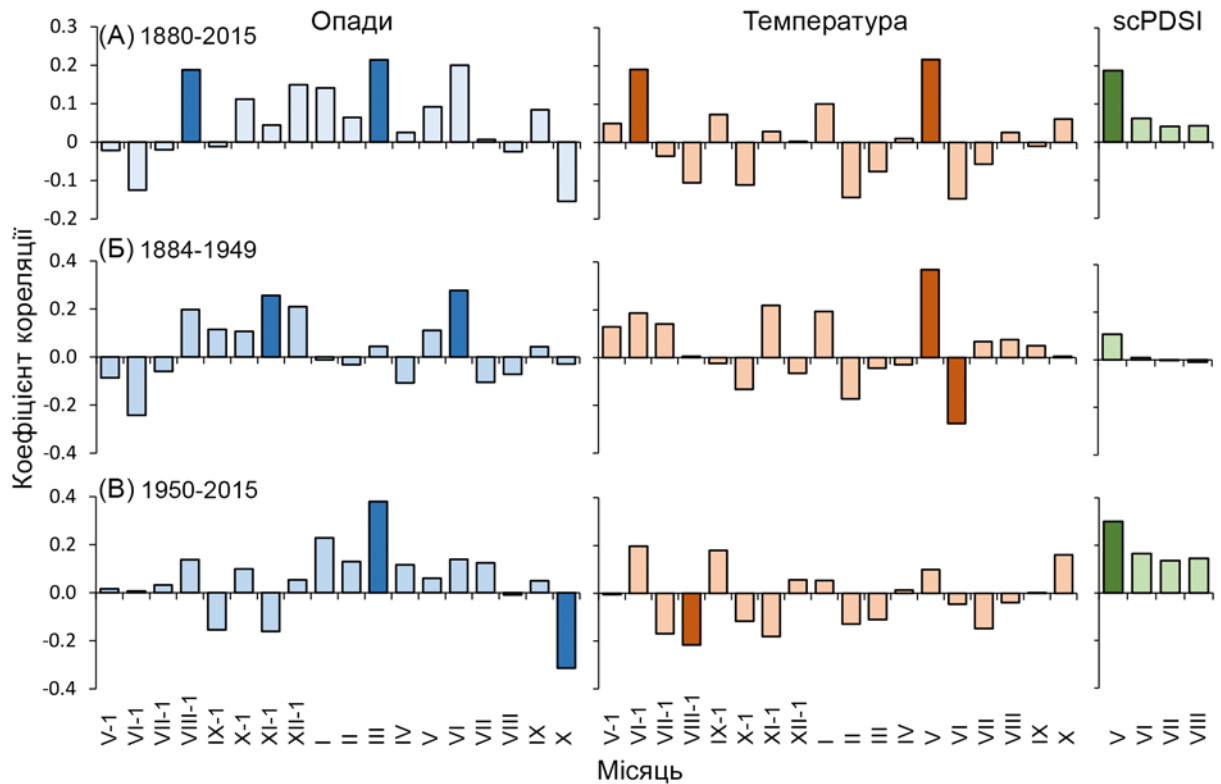 Опади
Температура
scPDSI
(А) 1880-2015
0.3
0.2
0.1
0
-0.1
-0.2
(Б) 1884-1949
0.4
0.2
0.0
-0.2
-0.4
(В) 1950-2015
0.4
0.2
0.0
-0.2
-0.4
Коефіцієнт кореляції
V-1 VI-1 VII-1 VIII-1 IX-1 X-1 XI-1 XII-1 I II III IV V VI VII VIII IX X
V-1 VI-1 VII-1 VIII-1 IX-1 X-1 XI-1 XII-1 I II III IV V VI VII VIII IX X
V VI VII VIII
Місяць